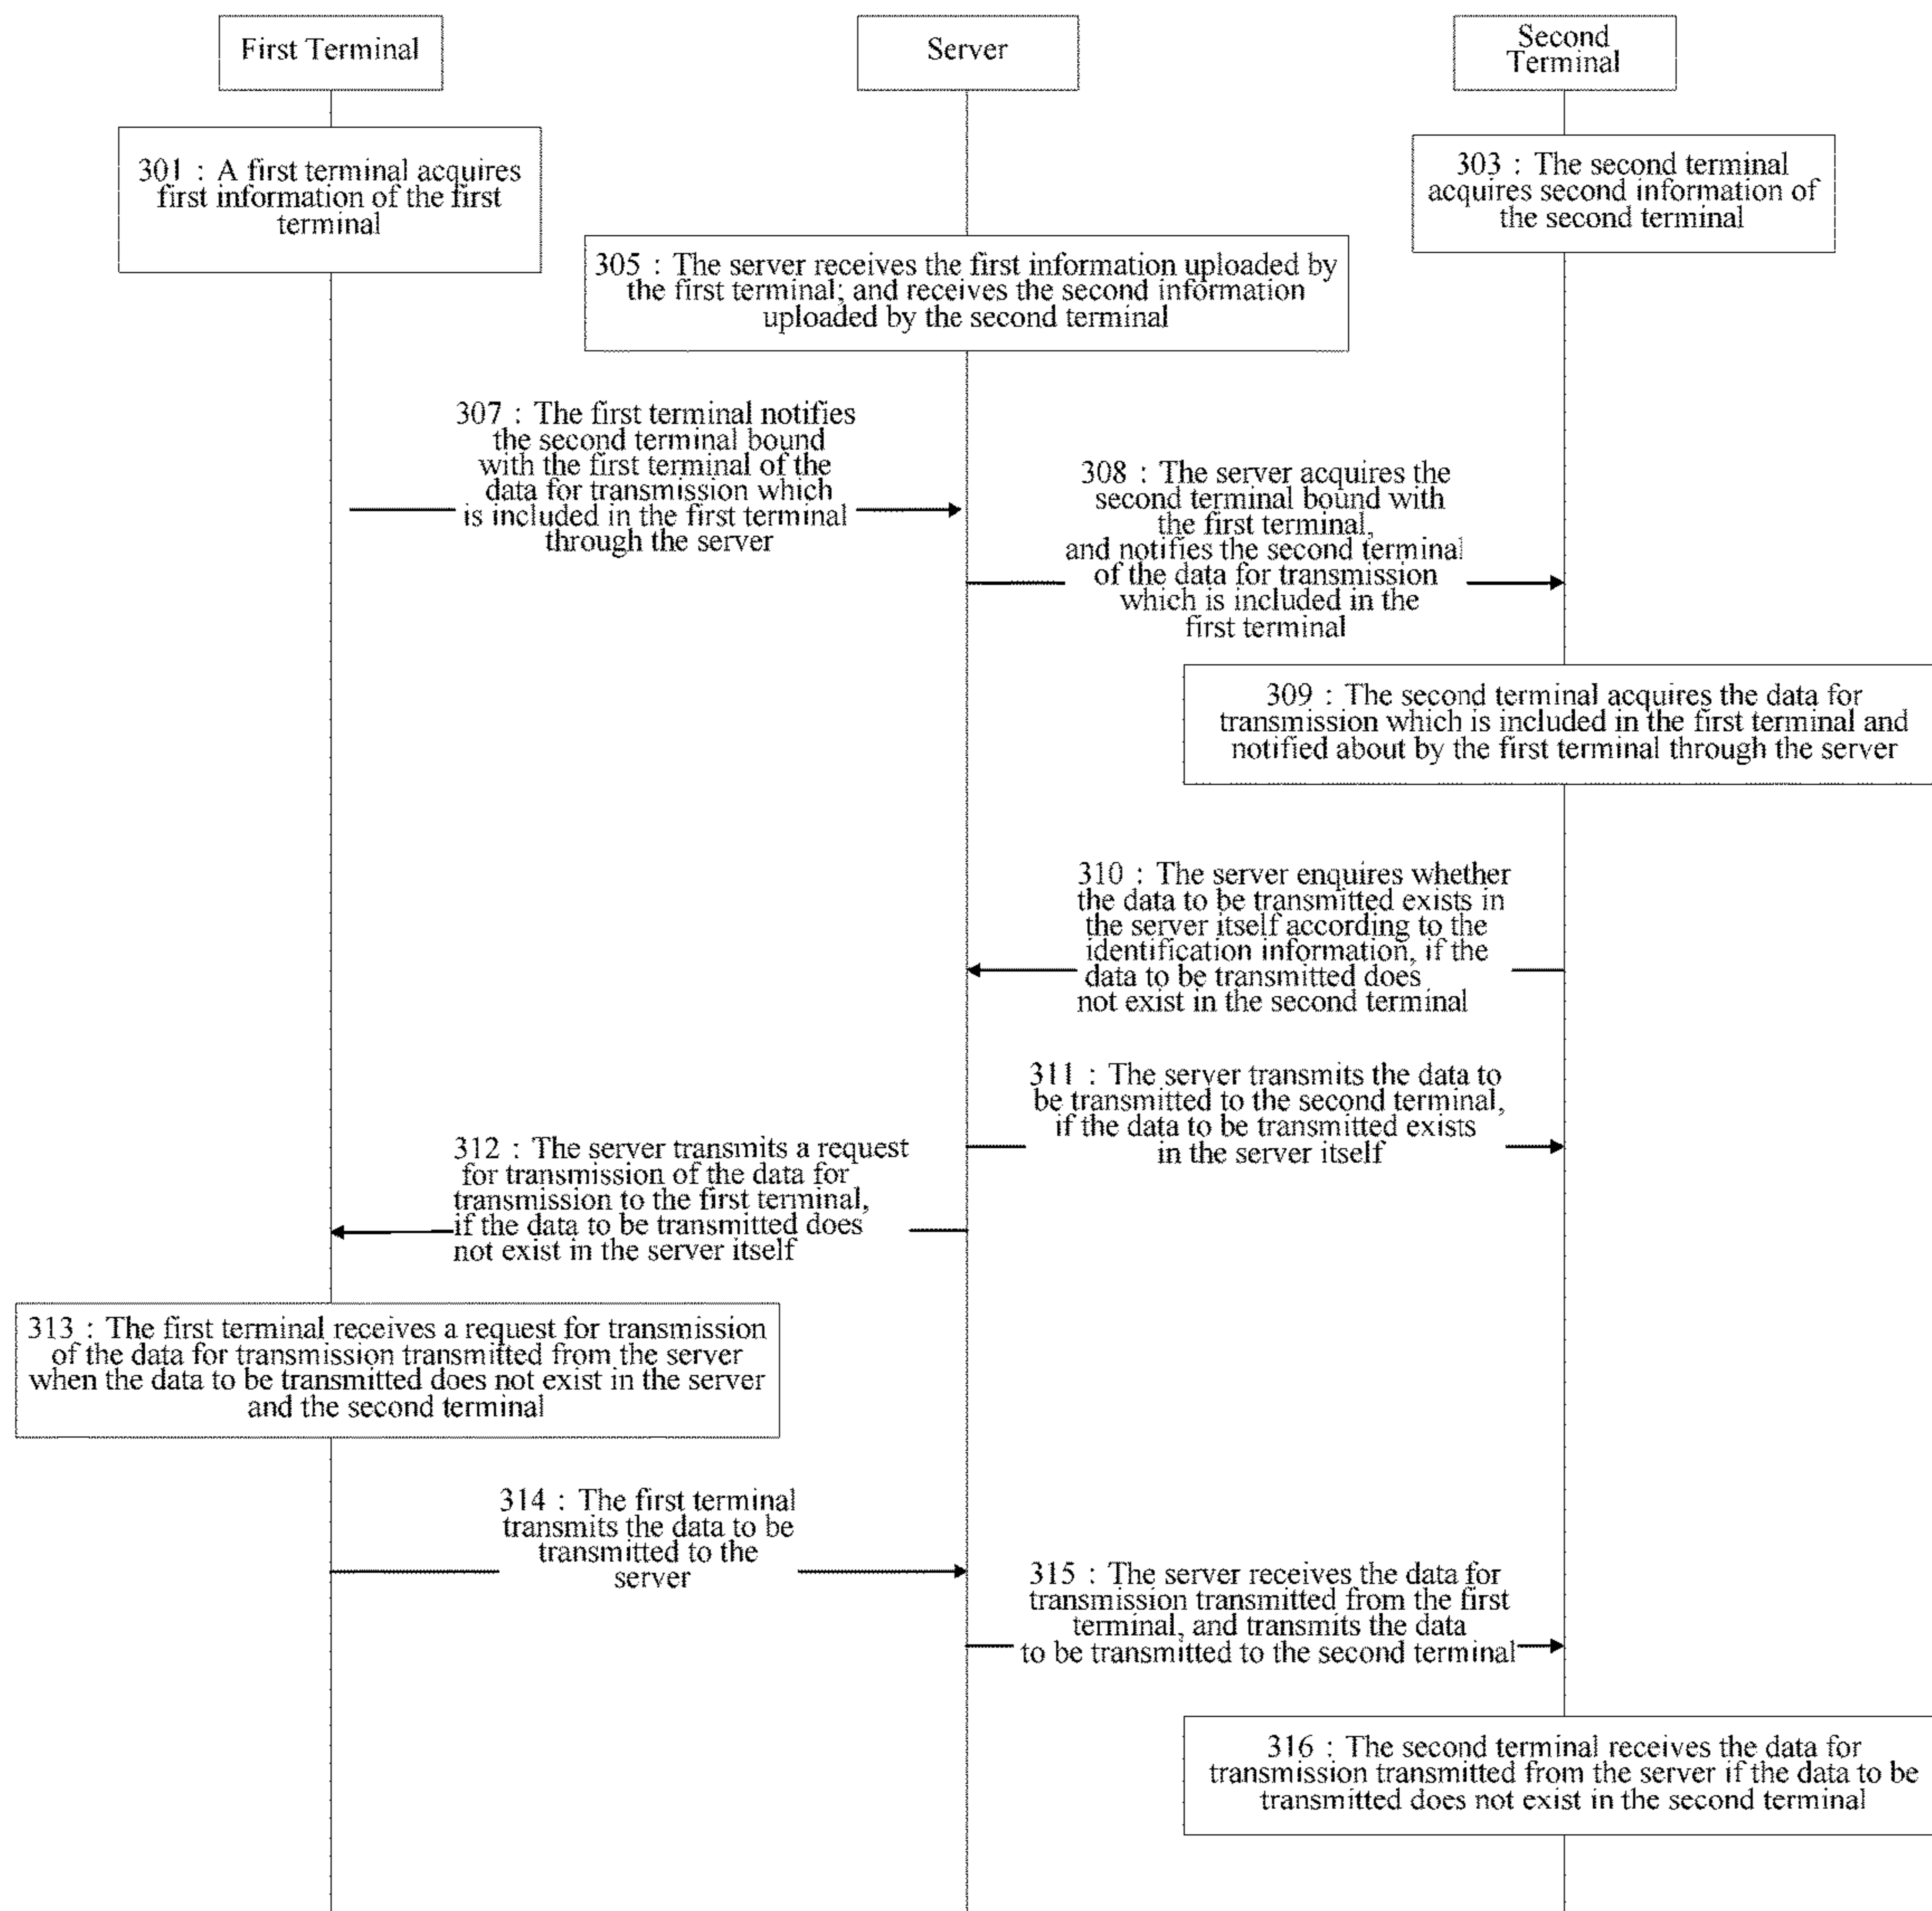 First Terminal
Server
Second
Terminal
301 : A first terminal acquires
first information of the first
terminal
303 : The second terminal
acquires second information of
the second terminal
305 : The server receives the first information uploaded by
the first terminal; and receives the second information
uploaded by the second terminal
307 : The first terminal notifies
the second terminal bound
with the first terminal of the
data for transmission which
is included in the first terminal
through the server
308 : The server acquires the
second terminal bound with
the first terminal,
and notifies the second terminal
of the data for transmission
which is included in the
first terminal
309 : The second terminal acquires the data for
transmission which is included in the first terminal and
notified about by the first terminal through the server
310 : The server enquires whether
the data to be transmitted exists in
the server itself according to the
identification information, if the
data to be transmitted does
not exist in the second terminal
311 : The server transmits the data to
be transmitted to the second terminal,
if the data to be transmitted exists
in the server itself
312 : The server transmits a request
for transmission of the data for
transmission to the first terminal,
if the data to be transmitted does
not exist in the server itself
313 : The first terminal receives a request for transmission
of the data for transmission transmitted from the server
when the data to be transmitted does not exist in the server
and the second terminal
314 : The first terminal
transmits the data to be
transmitted to the
server
315 : The server receives the data for
transmission transmitted from the first
terminal, and transmits the data
to be transmitted to the second terminal
316 : The second terminal receives the data for
transmission transmitted from the server if the data to be
transmitted does not exist in the second terminal